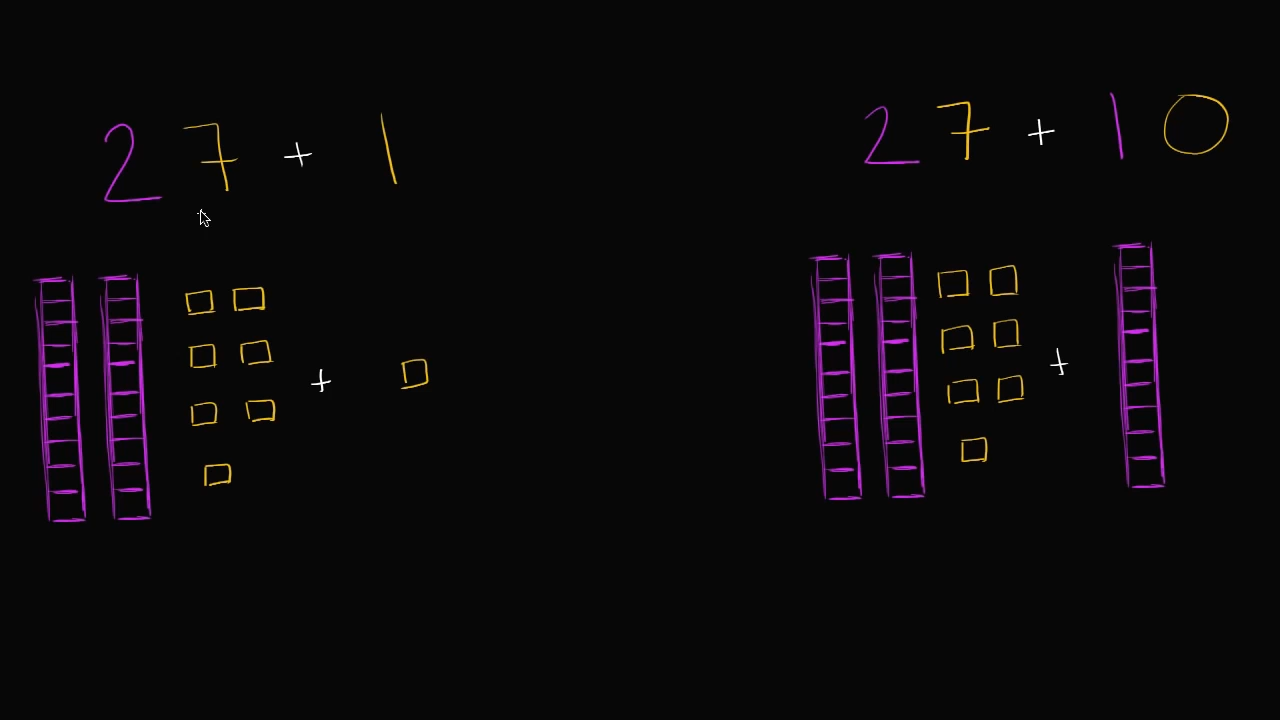 27 + 1
27 + 10
+
+